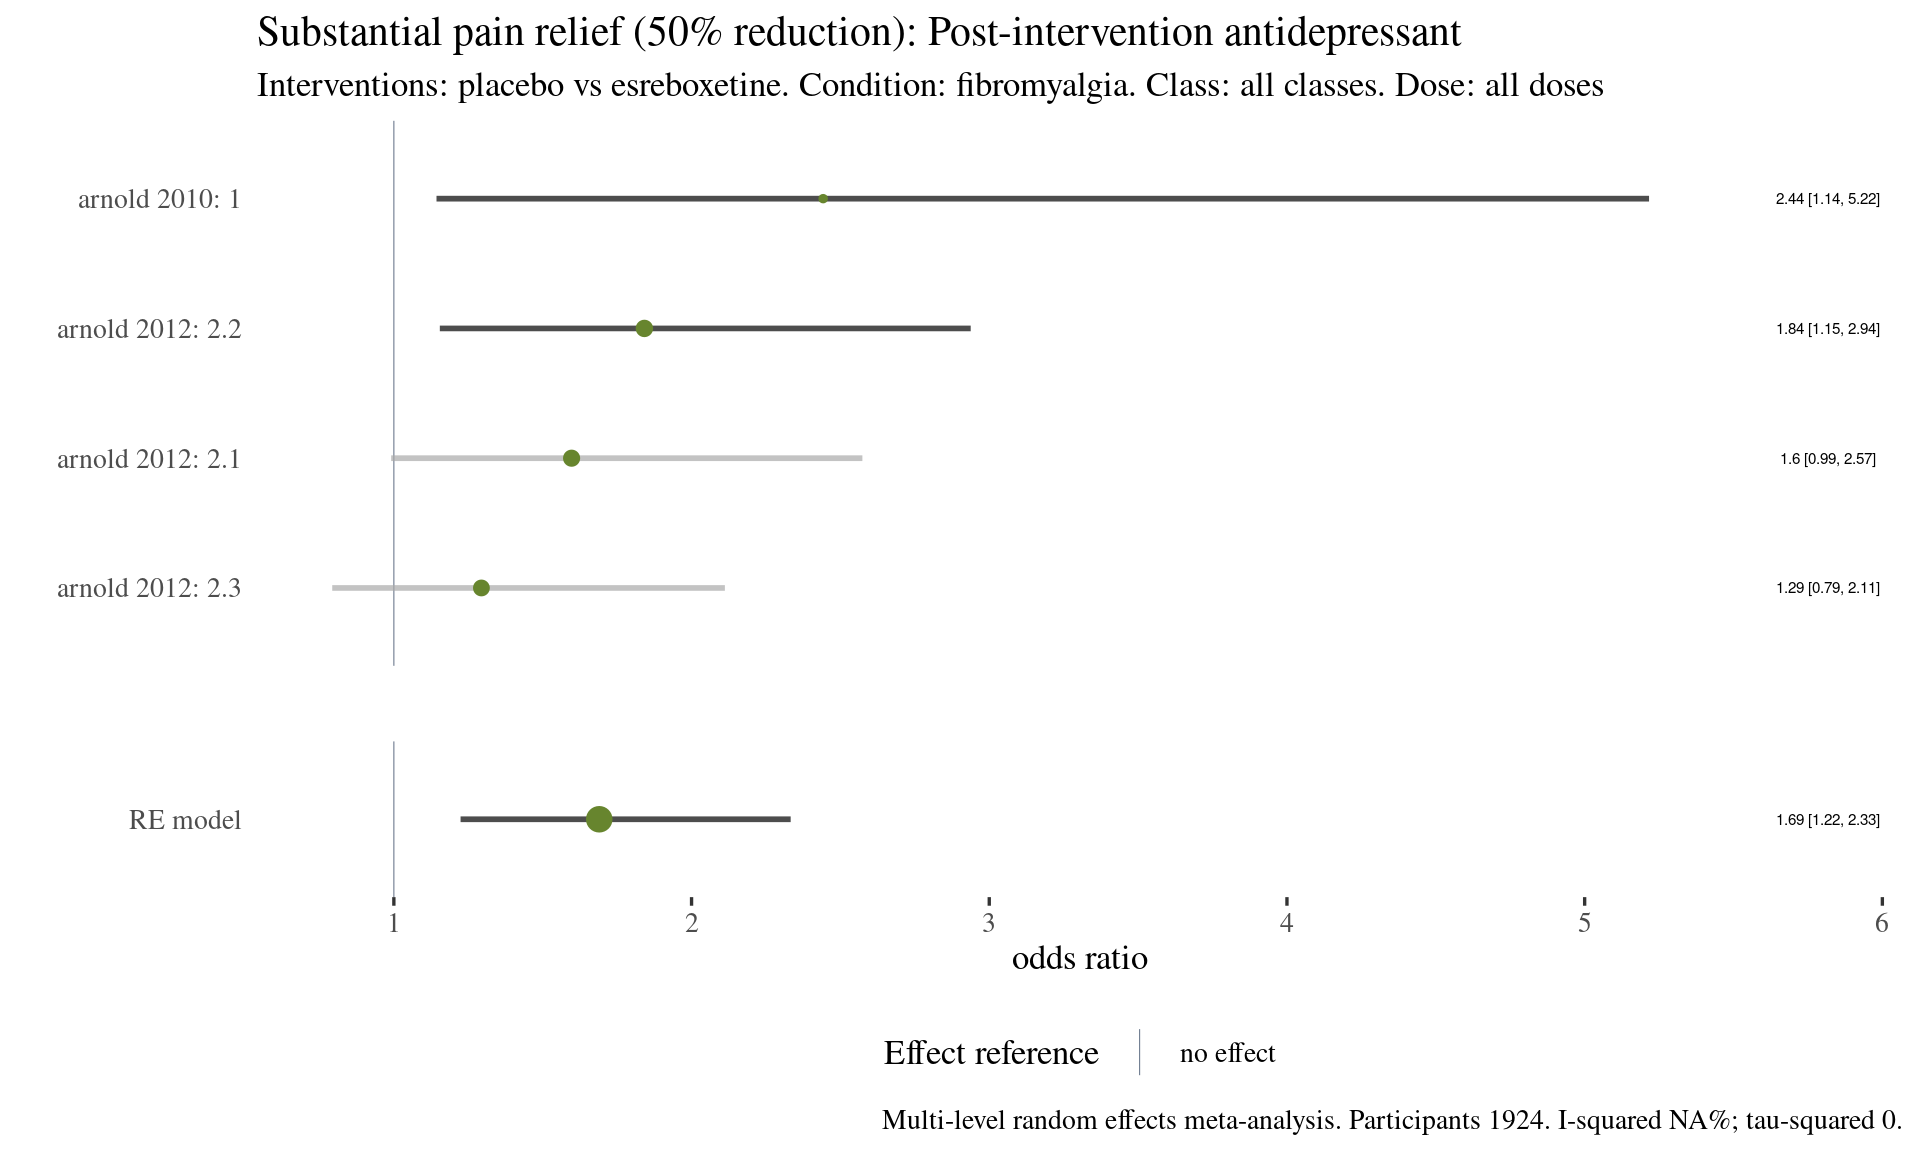 Substantial pain relief (50% reduction): Post-intervention antidepressant
Interventions: placebo vs esreboxetine. Condition: fibromyalgia. Class: all classes. Dose: all doses
arnold 2010: 1 2.44 [1.14, 5.22]
arnold 2012: 2.2 1.84 [1.15, 2.94]
arnold 2012: 2.1 1.6 [0.99, 2.57]
arnold 2012: 2.3 1.29 [0.79, 2.11]
RE model 1.69 [1.22, 2.33]
1 2 3 4 5 6
odds ratio
Effect reference no effect
Multi-level random effects meta-analysis. Participants 1924. I-squared NA%; tau-squared 0.